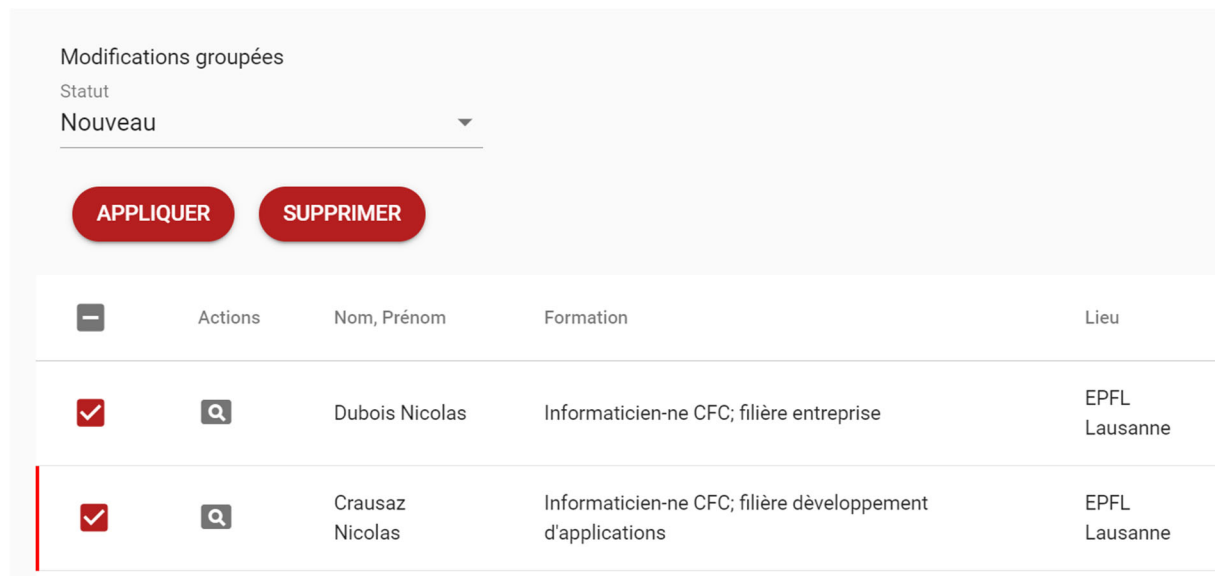 Modifications groupées
Statut
Nouveau
APPLIQUER SUPPRIMER
Actions Nom, Prénom Formation Lieu
Dubois Nicolas Informaticien-ne CFC; filière entreprise EPFL
Lausanne
Crausaz Informaticien-ne CFC; filière dèveloppement EPFL
Nicolas d'applications Lausanne